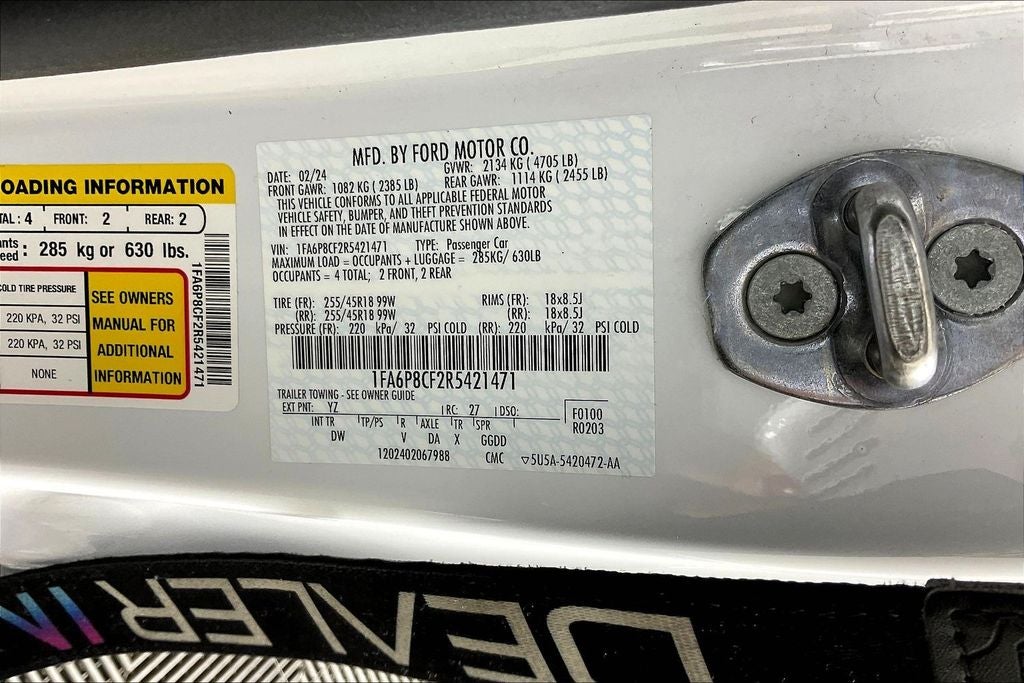 OADING INFORMATION
TAL : 4 FRONT: 2 REAR: 2
285 kg or 630 lbs.
COLD TIRE PRESSURE
220 KPA, 32 PSI
220 KPA, 32 PSI
NONE
SEE OWNERS
MANUAL FOR
ADDITIONAL
INFORMATION
1FA6P8CF2R5421471
MFD. BY FORD MOTOR CO.
DATE: 02/24 GVWR: 2134 KG ( 4705 LB)
FRONT GAWR: 1082 KG ( 2385 LB) REAR GAWR: 1114 KG ( 2455 LB)
THIS VEHICLE CONFORMS TO ALL APPLICABLE FEDERAL MOTOR
VEHICLE SAFETY, BUMPER, AND THEFT PREVENTION STANDARDS
IN EFFECT ON THE DATE OF MANUFACTURE SHOWN ABOVE.
VIN: 1FA6P8CF2R5421471 TYPE: Passenger Car
MAXIMUM LOAD = OCCUPANTS + LUGGAGE = 285KG/ 630LB
OCCUPANTS = 4 TOTAL; 2 FRONT, 2 REAR
TIRE (FR): 255/45R18 99W RIMS (FR): 18x8.5J
(RR): 255/45R18 99W (RR): 18x8.5J
PRESSURE (FR): 220 kPa/ 32 PSI COLD (RR): 220 kPa/ 32 PSI COLD
1FA6P8CF2R5421471
TRAILER TOWING - SEE OWNER GUIDE
EXT PNT: YZ RC: 27 DSO: F0100
INT TR TP/PS R AXLE TR SPR R0203
DW V DA X GGDD
1202402067988 CMC ▽5U5A-5420472-AA
DEALER IN